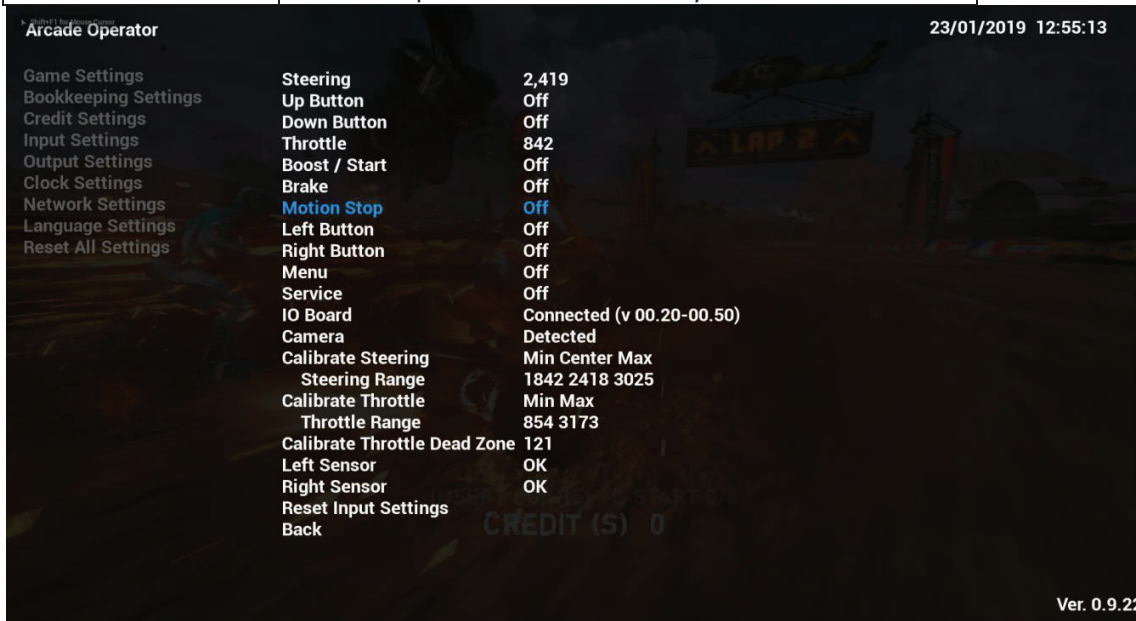 Shift+F1 for Mouse Cursor
Arcade Operator
23/01/2019 12:55:13
Game Settings
Bookkeeping Settings
Credit Settings
Input Settings
Output Settings
Clock Settings
Network Settings
Language Settings
Reset All Settings
Steering 2,419
Up Button Off
Down Button Off
Throttle 842
Boost / Start Off
Brake Off
Motion Stop Off
Left Button Off
Right Button Off
Menu Off
Service Off
IO Board Connected (v 00.20-00.50)
Camera Detected
Calibrate Steering Min Center Max
Steering Range 1842 2418 3025
Calibrate Throttle Min Max
Throttle Range 854 3173
Calibrate Throttle Dead Zone 121
Left Sensor OK
Right Sensor OK
Reset Input Settings
Back
LAP 2
CREDIT (S) 0
Ver. 0.9.22